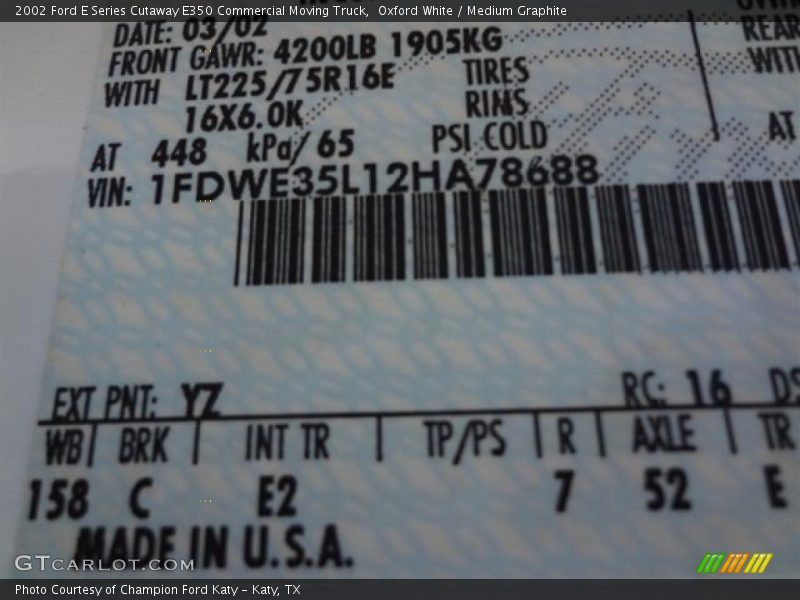 2002 Ford E Series Cutaway E350 Commercial Moving Truck,  Oxford White / Medium Graphite
DATE: 03/02
FRONT GAWR: 4200LB 1905KG
REAR
WITH LT225/75R16E TIRES
WITH
16X6.0K RIMS
AT 448 kPa/ 65 PSI COLD
AT
VIN: 1FDWE35L12HA78688
EXT PNT: YZ RC: 16 DS
WB BRK INT TR TP/PS R AXLE TR
158 C E2 7 52 E
MADE IN U.S.A.
GTCARLOT.COM
Photo Courtesy of Champion Ford Katy – Katy, TX